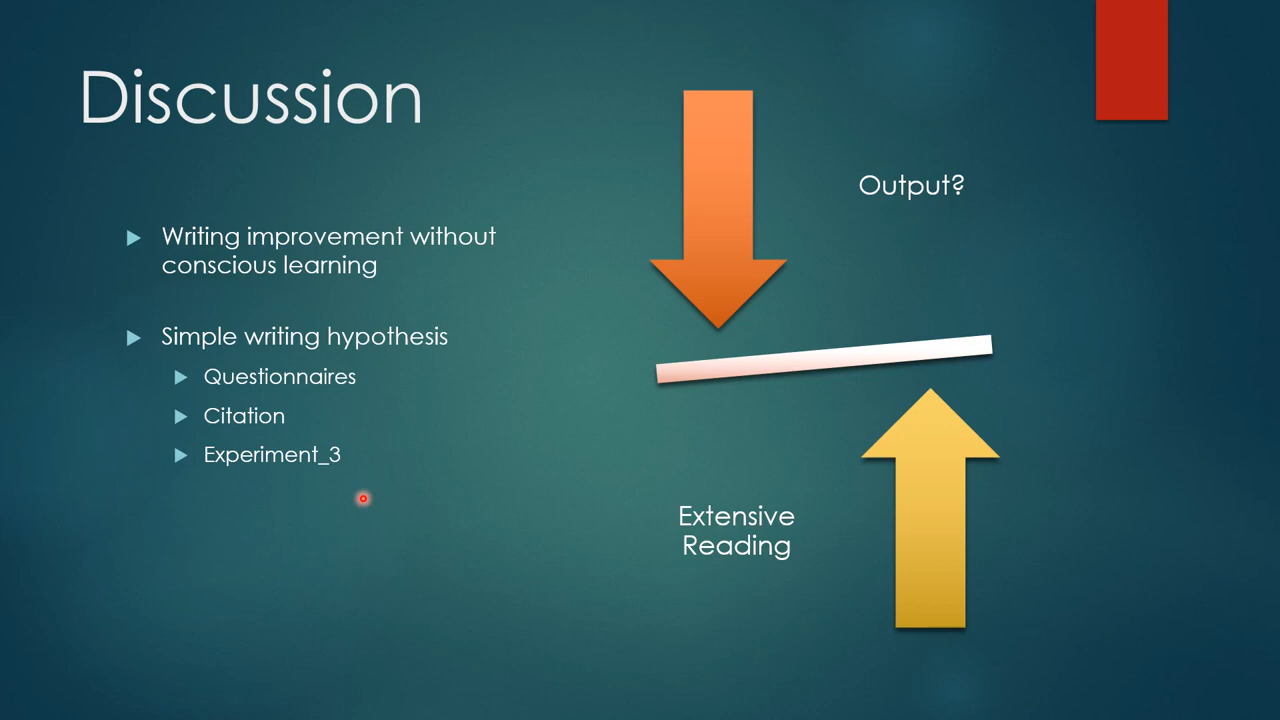 Discussion
Writing improvement without
conscious learning
Simple writing hypothesis
Questionnaires
Citation
Experiment_3
Output?
Extensive
Reading